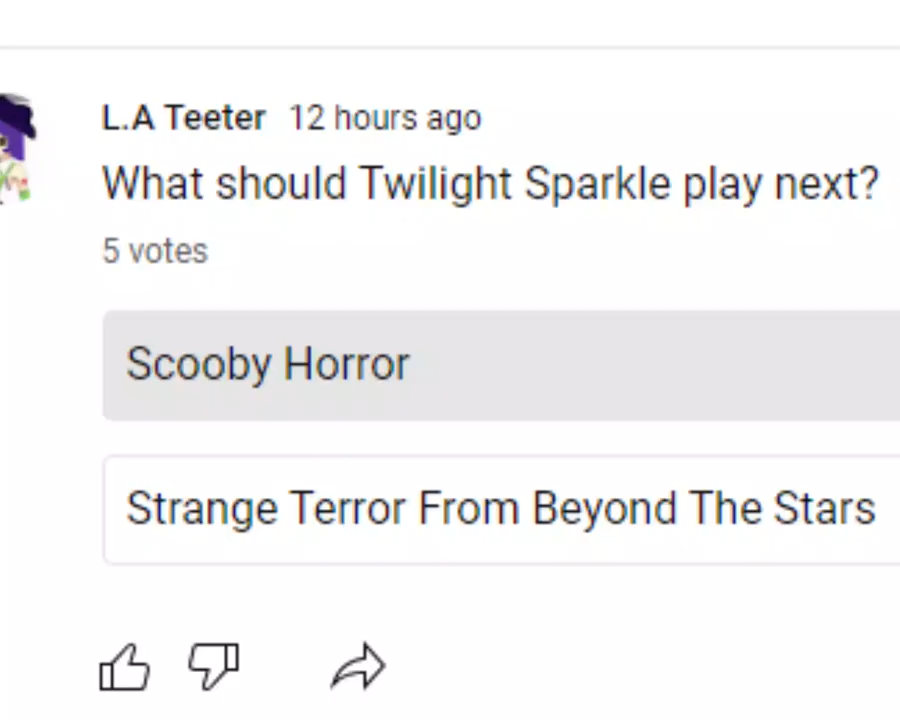 L.A Teeter 12 hours ago
What should Twilight Sparkle play next?
5 votes
Scooby Horror
Strange Terror From Beyond The Stars